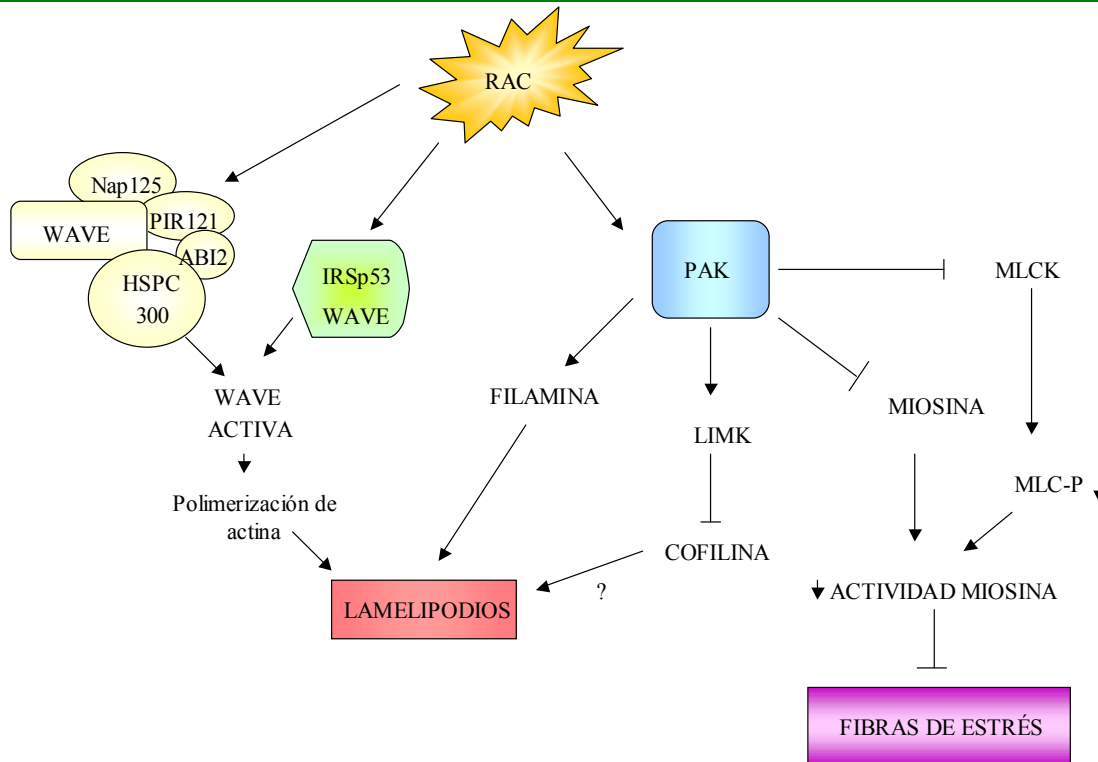 RAC
Nap125
PIR121
WAVE
ABI2
HSPC
300
IRSp53
WAVE
PAK
MLCK
WAVE
ACTIVA
FILAMINA
LIMK
MIOSINA
Polimerización de
actina
MLC-P
COFILINA
?
LAMELIPODIOS
ACTIVIDAD MIOSINA
FIBRAS DE ESTRÉS